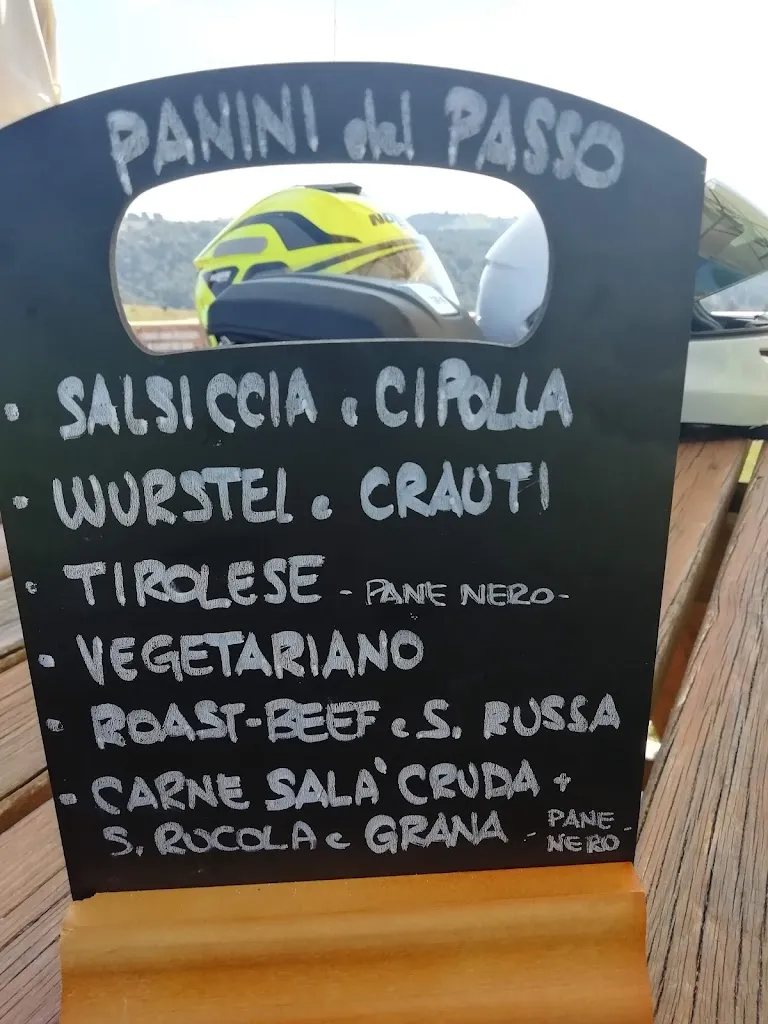 PANINI del PASSO
• SALSICCIA e CIPOLLA
• WURSTEL e CRAUTI
• TIROLESE - PANE NERO -
• VEGETARIANO
• ROAST-BEEF e S. RUSSA
• CARNE SALA' CRUDA +
S. RUCOLA e GRANA - PANE NERO -